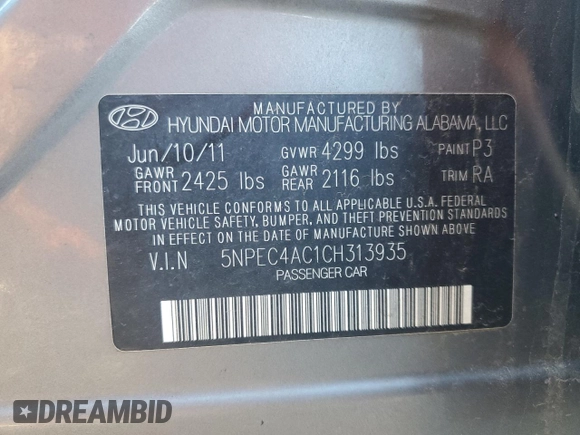 MANUFACTURED BY
HYUNDAI MOTOR MANUFACTURING ALABAMA, LLC
Jun/10/11 GVWR 4299 lbs PAINT P3
GAWR FRONT 2425 lbs GAWR REAR 2116 lbs TRIM RA
THIS VEHICLE CONFORMS TO ALL APPLICABLE U.S.A. FEDERAL
MOTOR VEHICLE SAFETY, BUMPER, AND THEFT PREVENTION STANDARDS
IN EFFECT ON THE DATE OF MANUFACTURE SHOWN ABOVE.
V.I.N 5NPEC4AC1CH313935
PASSENGER CAR
DREAMBID